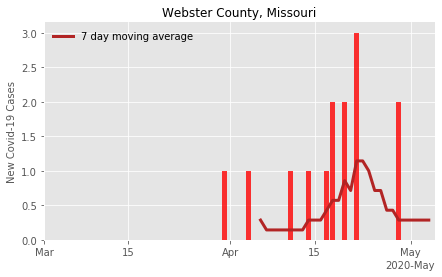 Webster County, Missouri
7 day moving average
New Covid-19 Cases
3.0
2.5
2.0
1.5
1.0
0.5
0.0
Mar 15 Apr 15 May
2020-May